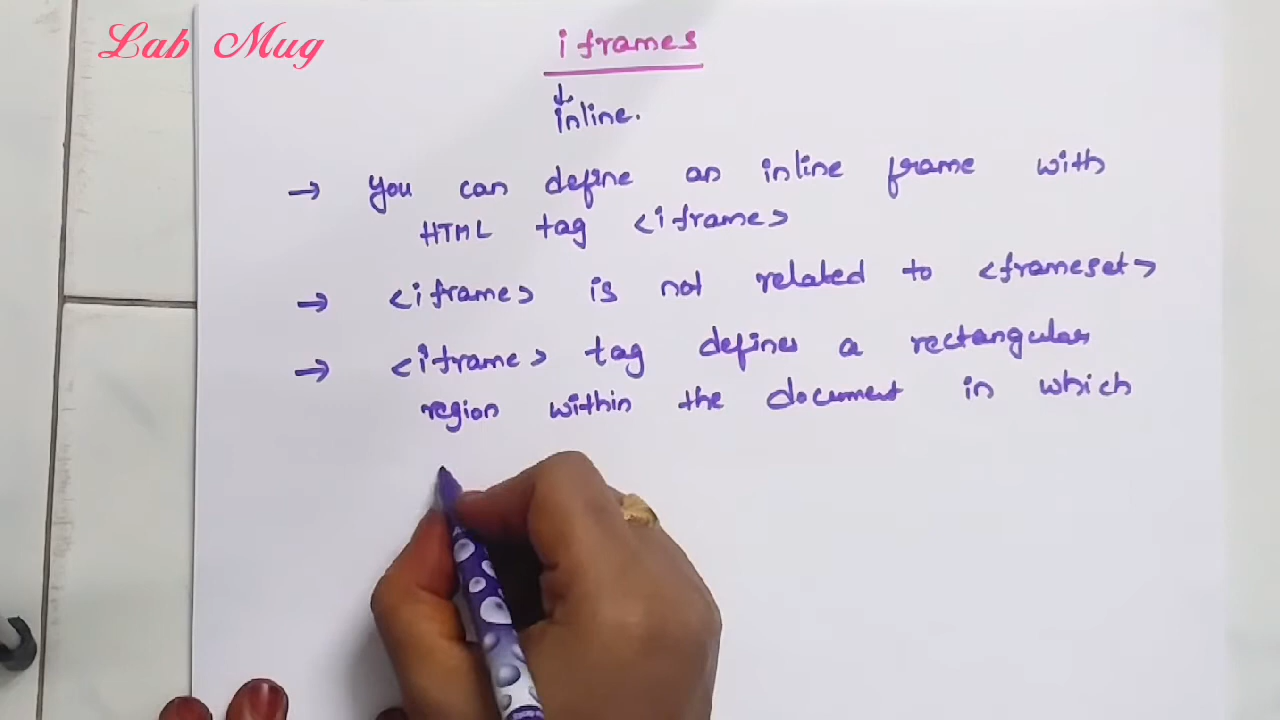 Lab Mug
iframes
inline.
→ You can define an inline frame with
HTML tag <iframe>
→ <iframe> is not related to <frameset>
→ <iframe> tag defines a rectangular
region within the document in which